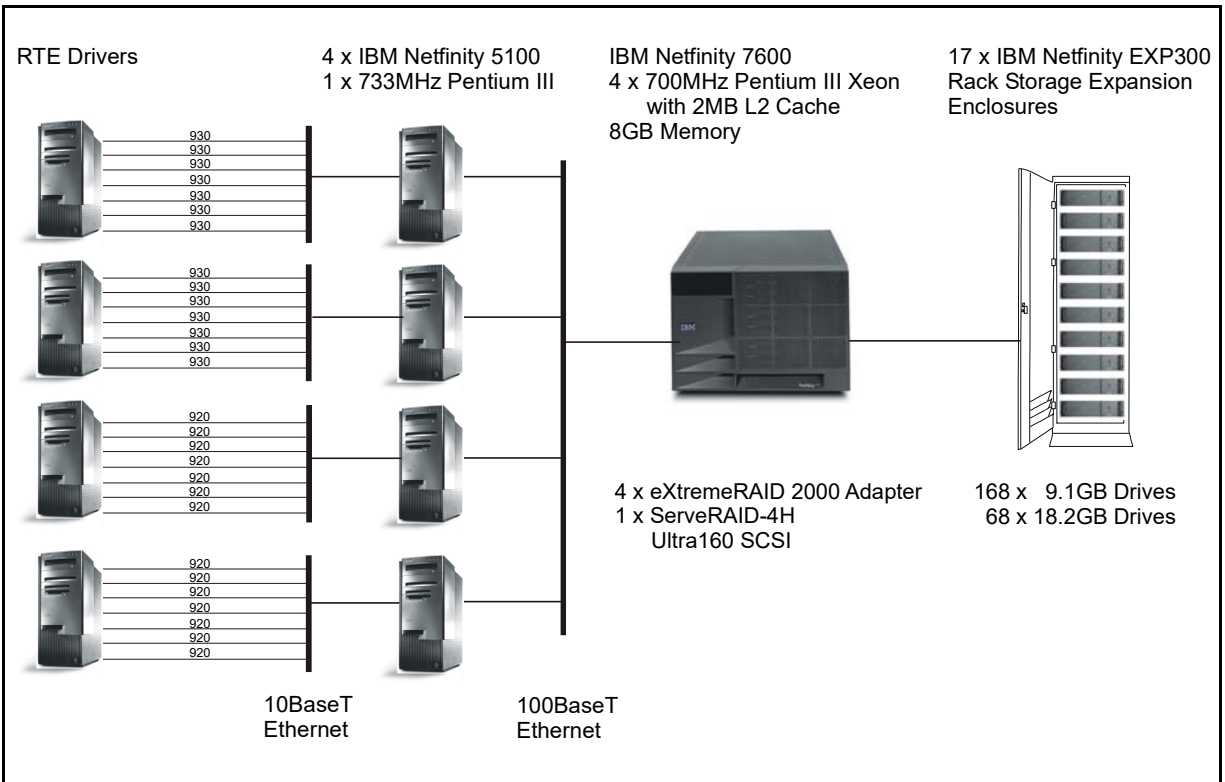 RTE Drivers
4 x IBM Netfinity 5100
1 x 733MHz Pentium III
IBM Netfinity 7600
4 x 700MHz Pentium III Xeon
with 2MB L2 Cache
8GB Memory
17 x IBM Netfinity EXP300
Rack Storage Expansion
Enclosures
930
930
930
930
930
930
930
930
930
930
930
930
930
930
IBM
920
920
920
920
920
920
920
920
920
920
920
920
920
920
4 x eXtremeRAID 2000 Adapter
1 x ServeRAID-4H
Ultra160 SCSI
168 x 9.1GB Drives
68 x 18.2GB Drives
10BaseT
Ethernet
100BaseT
Ethernet